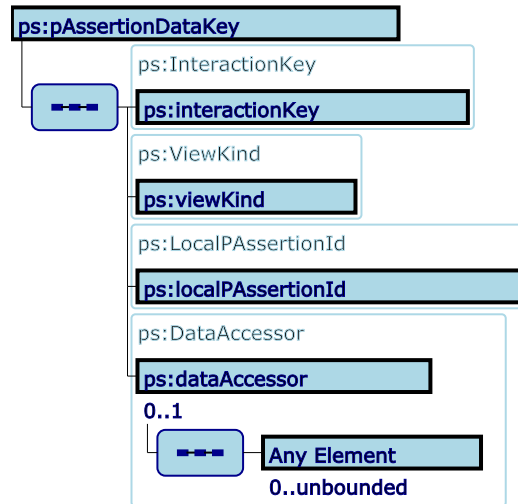 ps:pAssertionDataKey
ps:InteractionKey
ps:interactionKey
ps:ViewKind
ps:viewKind
ps:LocalPAssertionId
ps:localPAssertionId
ps:DataAccessor
ps:dataAccessor
0..1
Any Element
0..unbounded